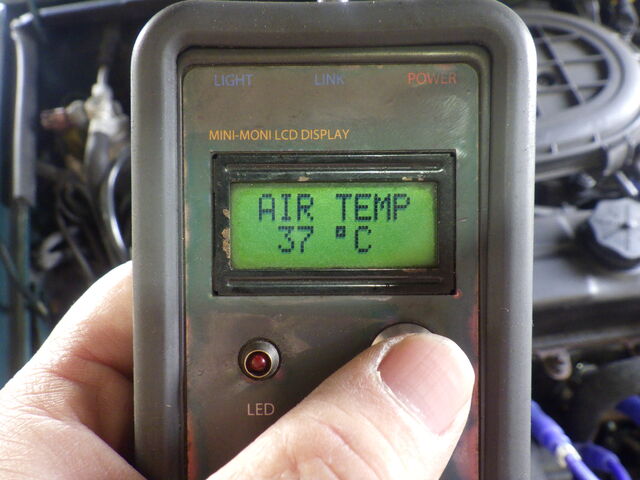 LIGHT LINK POWER
MINI-MONI LCD DISPLAY
AIR TEMP
37 °C
LED